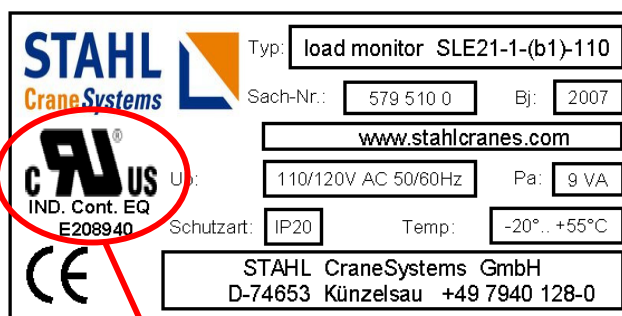 STAHL
CraneSystems
Typ: load monitor SLE21-1-(b1)-110
Sach-Nr.: 579 510 0 Bj: 2007
www.stahlcranes.com
C RU ® US
IND. Cont. EQ
E208940
Ub: 110/120V AC 50/60Hz Pa: 9 VA
Schutzart: IP20 Temp: -20°.. +55°C
CE
STAHL CraneSystems GmbH
D-74653 Künzelsau +49 7940 128-0